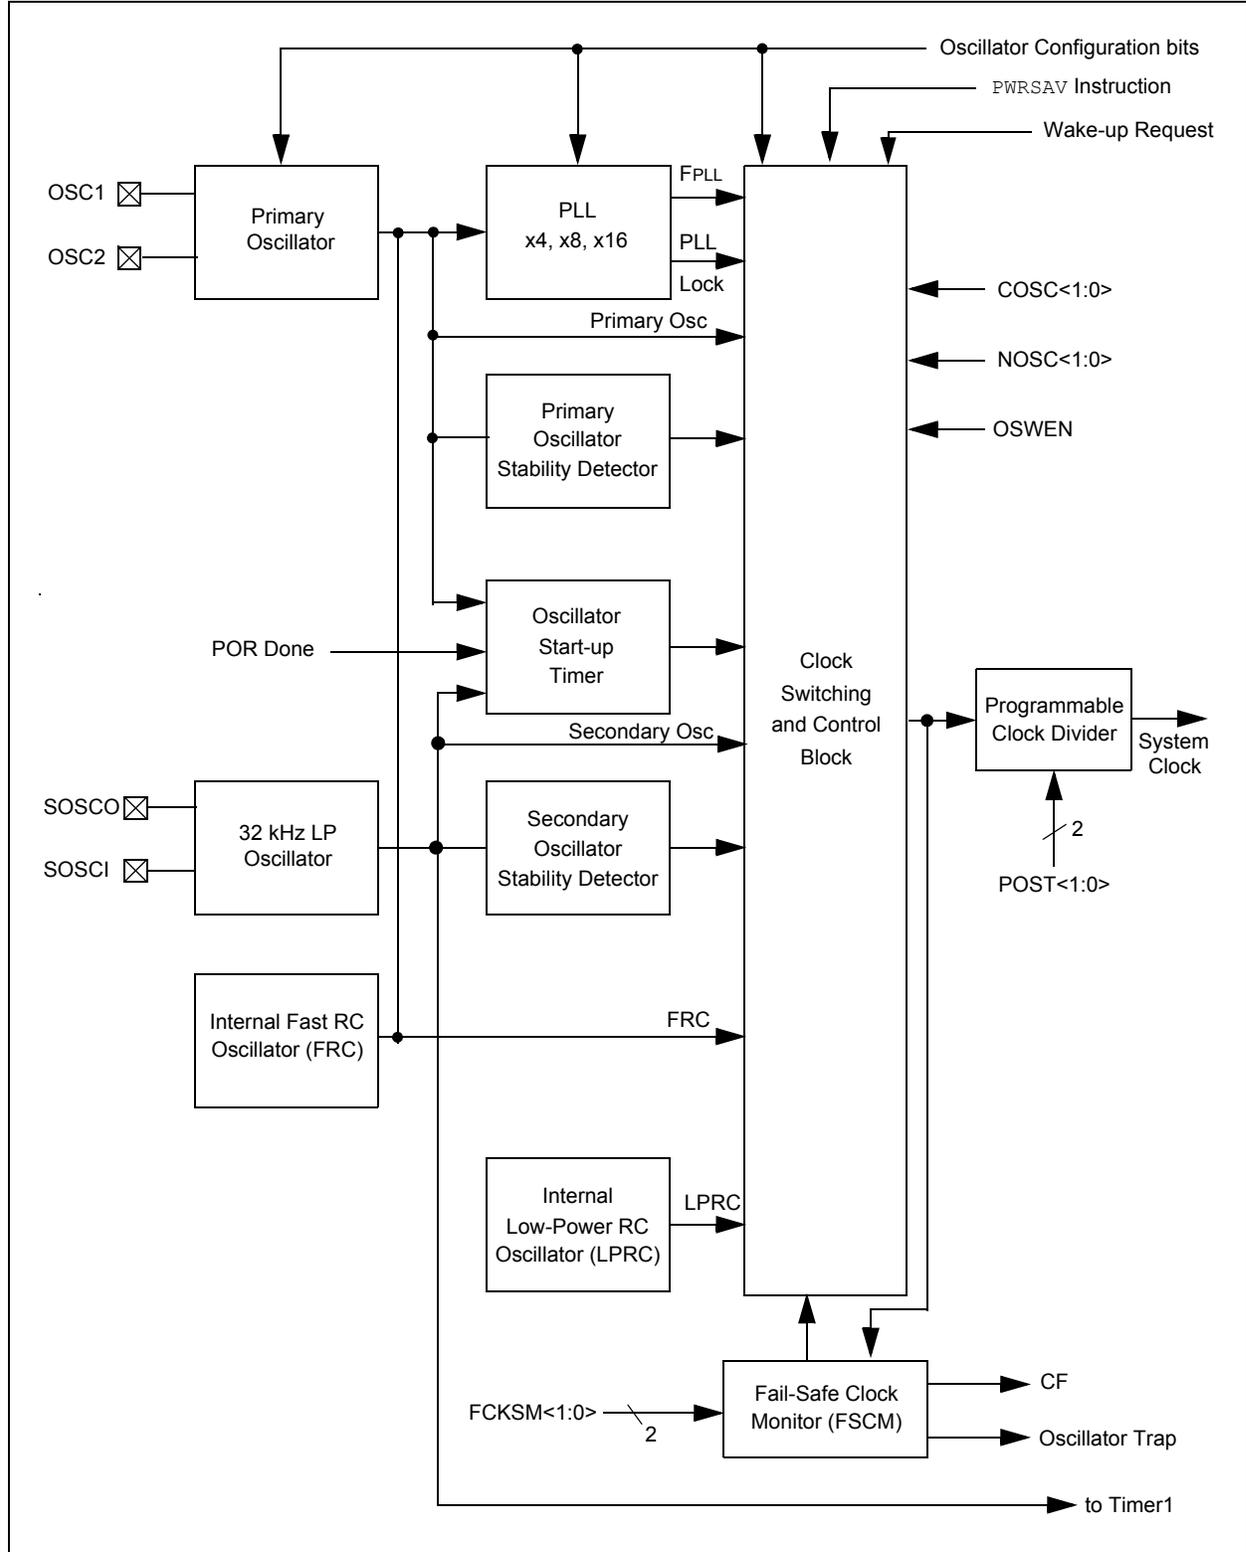 Oscillator Configuration bits
PWRSAV Instruction
Wake-up Request
OSC1
OSC2
Primary
Oscillator
PLL
x4, x8, x16
FPLL
PLL
Lock
COSC<1:0>
Primary Osc
NOSC<1:0>
Primary
Oscillator
Stability Detector
OSWEN
POR Done
Oscillator
Start-up
Timer
Clock
Switching
and Control
Block
Programmable
Clock Divider
System
Clock
Secondary Osc
SOSCO
SOSCI
32 kHz LP
Oscillator
Secondary
Oscillator
Stability Detector
2
POST<1:0>
Internal Fast RC
Oscillator (FRC)
FRC
Internal
Low-Power RC
Oscillator (LPRC)
LPRC
FCKSM<1:0>
2
Fail-Safe Clock
Monitor (FSCM)
CF
Oscillator Trap
to Timer1